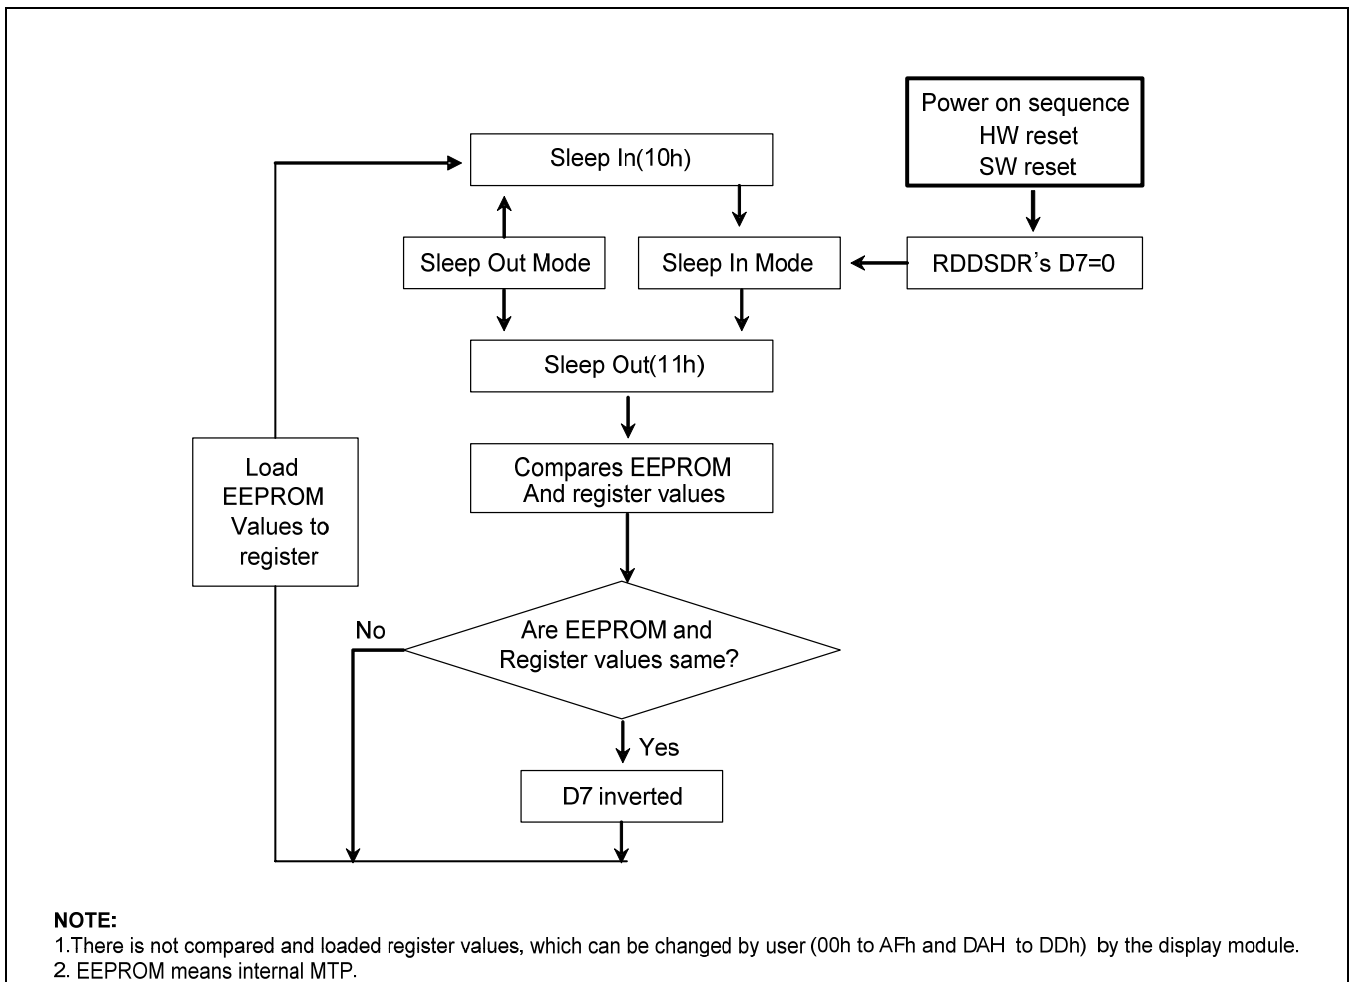 Power on sequence
HW reset
SW reset
Sleep In(10h)
Sleep Out Mode
Sleep In Mode
RDDSDR's D7=0
Sleep Out(11h)
Compares EEPROM
And register values
Load
EEPROM
Values to
register
Are EEPROM and
Register values same?
No
Yes
D7 inverted
NOTE:
1.There is not compared and loaded register values, which can be changed by user (00h to AFh and DAH to DDh) by the display module.
2. EEPROM means internal MTP.